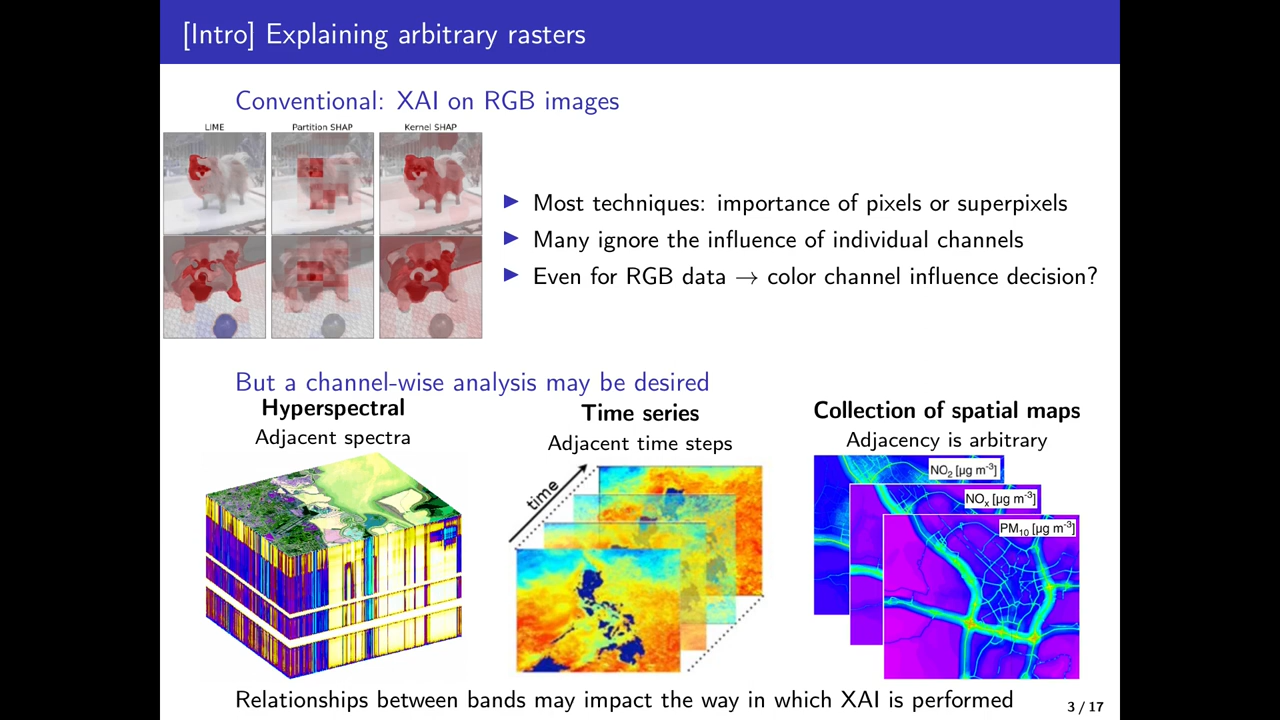 [Intro] Explaining arbitrary rasters
Conventional: XAI on RGB images
LIME
Partition SHAP
Kernel SHAP
▶ Most techniques: importance of pixels or superpixels
▶ Many ignore the influence of individual channels
▶ Even for RGB data → color channel influence decision?
But a channel-wise analysis may be desired
Hyperspectral
Adjacent spectra
Time series
Adjacent time steps
time
Collection of spatial maps
Adjacency is arbitrary
NO₂ [µg m⁻³]
NOₓ [µg m⁻³]
PM₁₀ [µg m⁻³]
Relationships between bands may impact the way in which XAI is performed
3 / 17